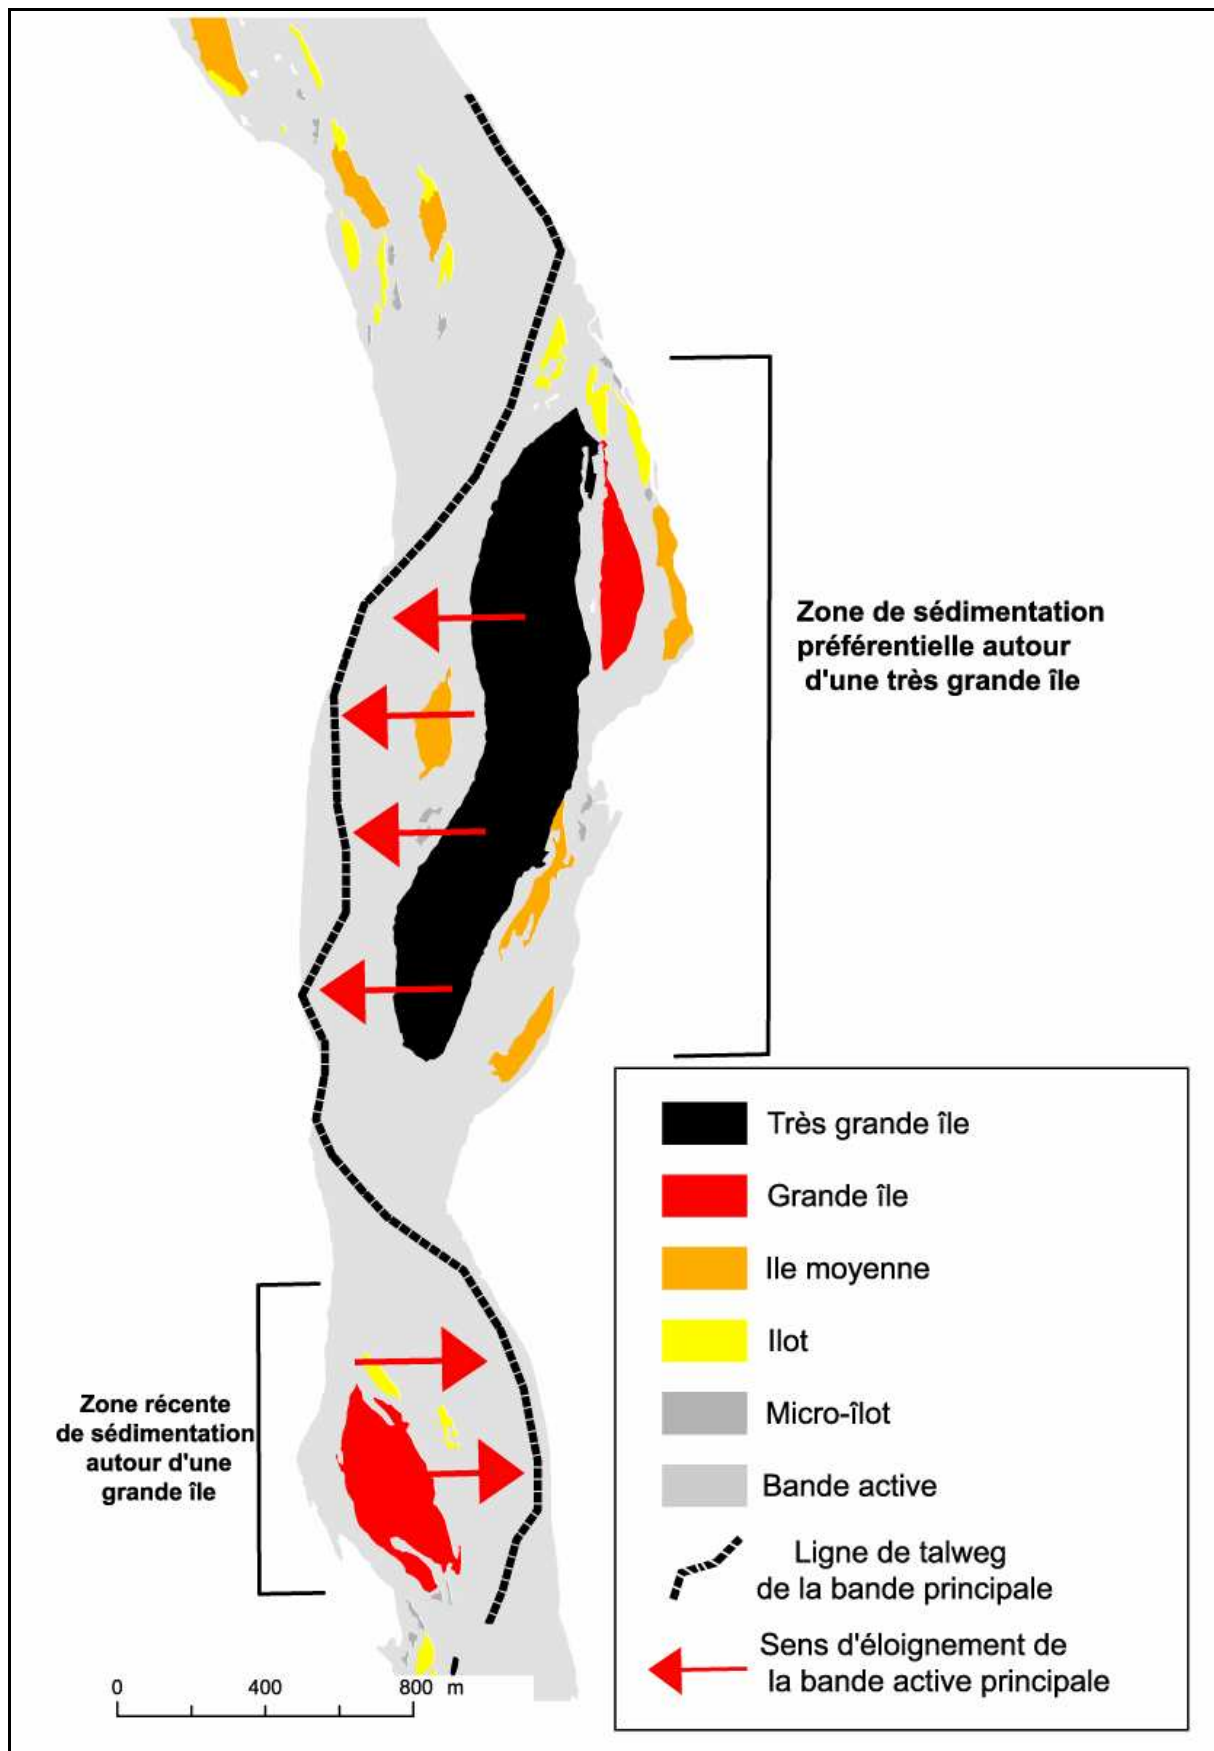 Zone de sédimentation
préférentielle autour
d'une très grande île
Très grande île
Grande île
Ile moyenne
Ilot
Micro-îlot
Bande active
Ligne de talweg
de la bande principale
Sens d'éloignement de
la bande active principale
Zone récente
de sédimentation
autour d'une
grande île
0 400 800 m